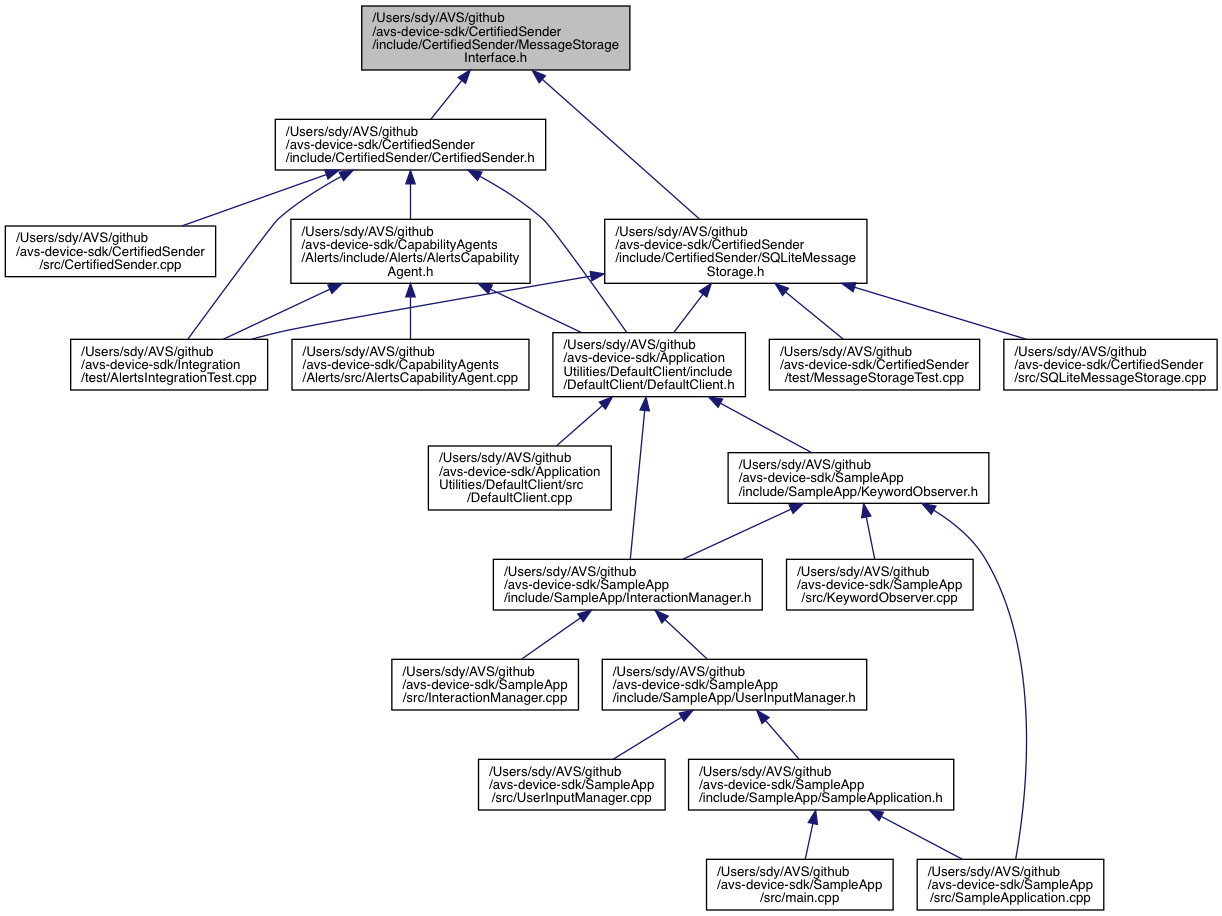 /Users/sdy/AVS/github
/avs-device-sdk/CertifiedSender
/include/CertifiedSender/MessageStorage
Interface.h
/Users/sdy/AVS/github
/avs-device-sdk/CertifiedSender
/include/CertifiedSender/CertifiedSender.h
/Users/sdy/AVS/github
/avs-device-sdk/CertifiedSender
/src/CertifiedSender.cpp
/Users/sdy/AVS/github
/avs-device-sdk/CapabilityAgents
/Alerts/include/Alerts/AlertsCapability
Agent.h
/Users/sdy/AVS/github
/avs-device-sdk/CertifiedSender
/include/CertifiedSender/SQLiteMessage
Storage.h
/Users/sdy/AVS/github
/avs-device-sdk/Integration
/test/AlertsIntegrationTest.cpp
/Users/sdy/AVS/github
/avs-device-sdk/CapabilityAgents
/Alerts/src/AlertsCapabilityAgent.cpp
/Users/sdy/AVS/github
/avs-device-sdk/Application
Utilities/DefaultClient/include
/DefaultClient/DefaultClient.h
/Users/sdy/AVS/github
/avs-device-sdk/CertifiedSender
/test/MessageStorageTest.cpp
/Users/sdy/AVS/github
/avs-device-sdk/CertifiedSender
/src/SQLiteMessageStorage.cpp
/Users/sdy/AVS/github
/avs-device-sdk/Application
Utilities/DefaultClient/src
/DefaultClient.cpp
/Users/sdy/AVS/github
/avs-device-sdk/SampleApp
/include/SampleApp/KeywordObserver.h
/Users/sdy/AVS/github
/avs-device-sdk/SampleApp
/include/SampleApp/InteractionManager.h
/Users/sdy/AVS/github
/avs-device-sdk/SampleApp
/src/KeywordObserver.cpp
/Users/sdy/AVS/github
/avs-device-sdk/SampleApp
/src/InteractionManager.cpp
/Users/sdy/AVS/github
/avs-device-sdk/SampleApp
/include/SampleApp/UserInputManager.h
/Users/sdy/AVS/github
/avs-device-sdk/SampleApp
/src/UserInputManager.cpp
/Users/sdy/AVS/github
/avs-device-sdk/SampleApp
/include/SampleApp/SampleApplication.h
/Users/sdy/AVS/github
/avs-device-sdk/SampleApp
/src/main.cpp
/Users/sdy/AVS/github
/avs-device-sdk/SampleApp
/src/SampleApplication.cpp